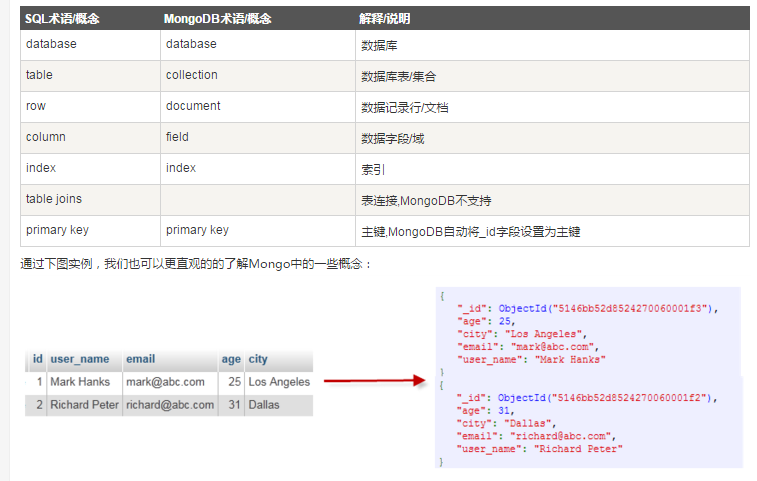 SQL术语/概念 MongoDB术语/概念 解释/说明
database database 数据库
table collection 数据库表/集合
row document 数据记录行/文档
column field 数据字段/域
index index 索引
table joins 表连接,MongoDB不支持
primary key primary key 主键,MongoDB自动将_id字段设置为主键
通过下图实例，我们也可以更直观的的了解Mongo中的一些概念：
id user_name email age city
1 Mark Hanks mark@abc.com 25 Los Angeles
2 Richard Peter richard@abc.com 31 Dallas
{
"_id": ObjectId("5146bb52d8524270060001f3"),
"age": 25,
"city": "Los Angeles",
"email": "mark@abc.com",
"user_name": "Mark Hanks"
}
{
"_id": ObjectId("5146bb52d8524270060001f2"),
"age": 31,
"city": "Dallas",
"email": "richard@abc.com",
"user_name": "Richard Peter"
}